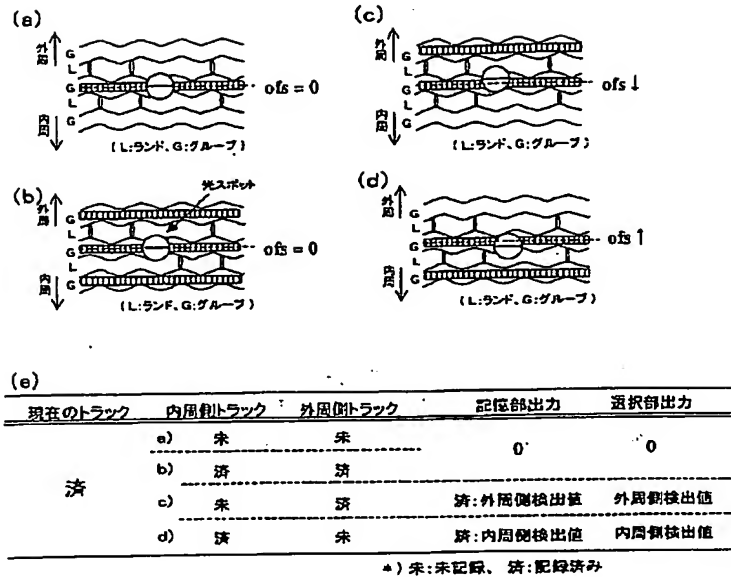 (a)
外周
G
L
G
L
G
内周
ofs = 0
(L:ランド、G:グルーブ)
(b)
光スポット
外周
G
L
G
L
G
内周
ofs = 0
(L:ランド、G:グルーブ)
(c)
外周
G
L
G
L
G
内周
ofs ↓
(L:ランド、G:グルーブ)
(d)
外周
G
L
G
L
G
内周
ofs ↑
(L:ランド、G:グルーブ)
(e)
現在のトラック 内周側トラック 外周側トラック 記憶部出力 選択部出力
済
a) 未 未 0 0
b) 済 済
c) 未 済 済:外周側検出値 外周側検出値
d) 済 未 済:内周側検出値 内周側検出値
*) 未:未記録、 済:記録済み